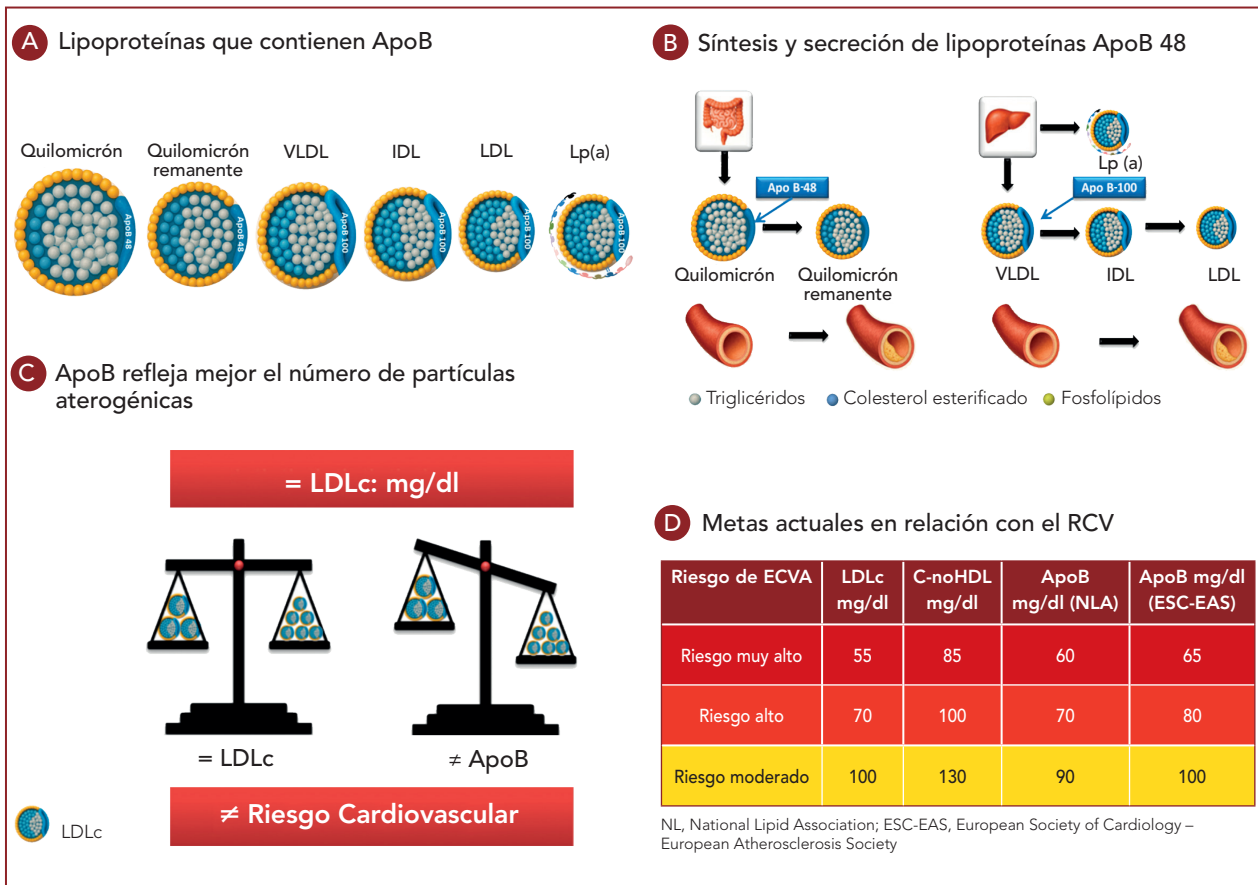 A Lipoproteínas que contienen ApoB
Quilomicrón
Quilomicrón
remanente
VLDL
IDL
LDL
Lp(a)
ApoB 48
ApoB 48
ApoB 100
ApoB 100
ApoB 100
ApoB 100
B Síntesis y secreción de lipoproteínas ApoB 48
Lp (a)
Apo B-48
Apo B-100
Quilomicrón
Quilomicrón
remanente
VLDL
IDL
LDL
Triglicéridos
Colesterol esterificado
Fosfolípidos
C ApoB refleja mejor el número de partículas
aterogénicas
= LDLc: mg/dl
= LDLc
≠ ApoB
≠ Riesgo Cardiovascular
LDLc
D Metas actuales en relación con el RCV
Riesgo de ECVA
LDLc
mg/dl
C-noHDL
mg/dl
ApoB
mg/dl (NLA)
ApoB mg/dl
(ESC-EAS)
Riesgo muy alto 55 85 60 65
Riesgo alto 70 100 70 80
Riesgo moderado 100 130 90 100
NL, National Lipid Association; ESC-EAS, European Society of Cardiology –
European Atherosclerosis Society